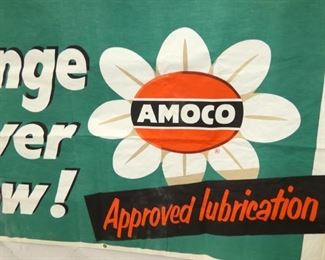 nge
ver
w!
AMOCO
Approved lubrication